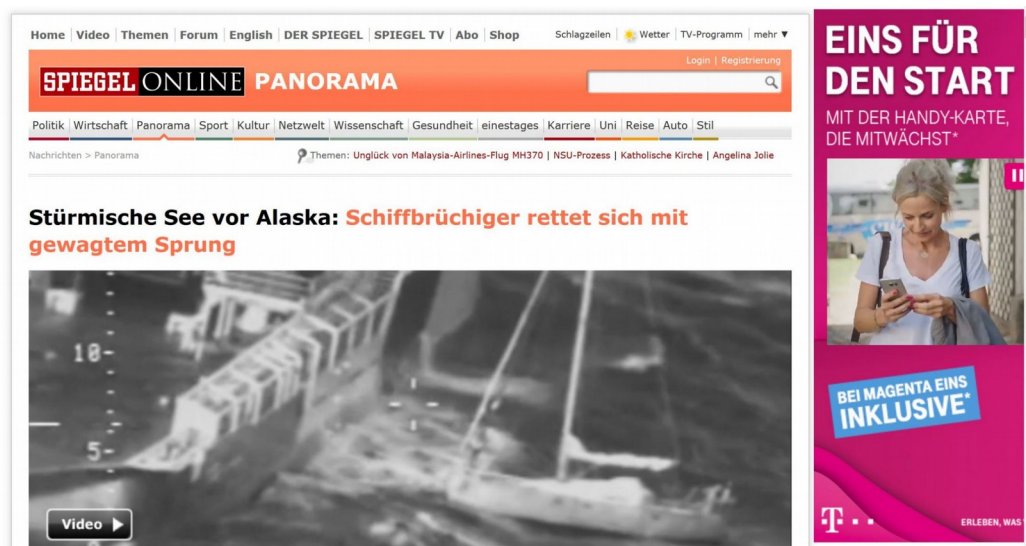 Home | Video | Themen | Forum | English | DER SPIEGEL | SPIEGEL TV | Abo | Shop
Schlagzeilen | Wetter | TV-Programm | mehr ▼
Login | Registrierung
SPIEGEL ONLINE PANORAMA
Politik | Wirtschaft | Panorama | Sport | Kultur | Netzwelt | Wissenschaft | Gesundheit | einestages | Karriere | Uni | Reise | Auto | Stil
Nachrichten > Panorama
Themen: Unglück von Malaysia-Airlines-Flug MH370 | NSU-Prozess | Katholische Kirche | Angelina Jolie
Stürmische See vor Alaska: Schiffbrüchiger rettet sich mit
gewagtem Sprung
10
5
Video
EINS FÜR
DEN START
MIT DER HANDY-KARTE,
DIE MITWÄCHST*
BEI MAGENTA EINS
INKLUSIVE*
T
ERLEBEN, WAS